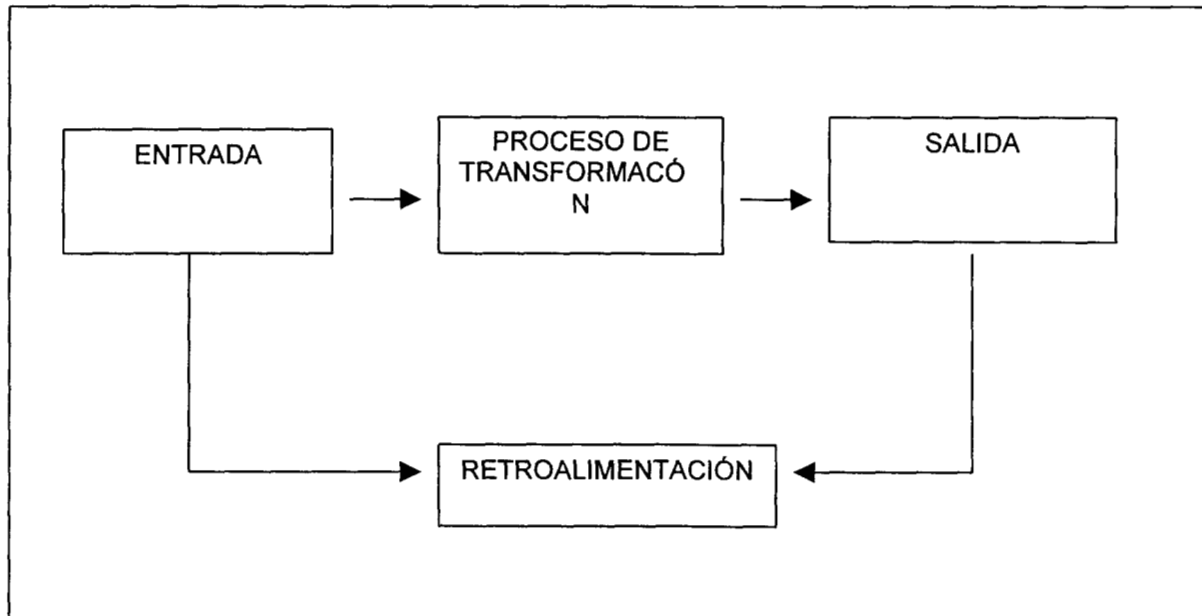 ENTRADA
PROCESO DE
TRANSFORMACÓ
N
SALIDA
RETROALIMENTACIÓN